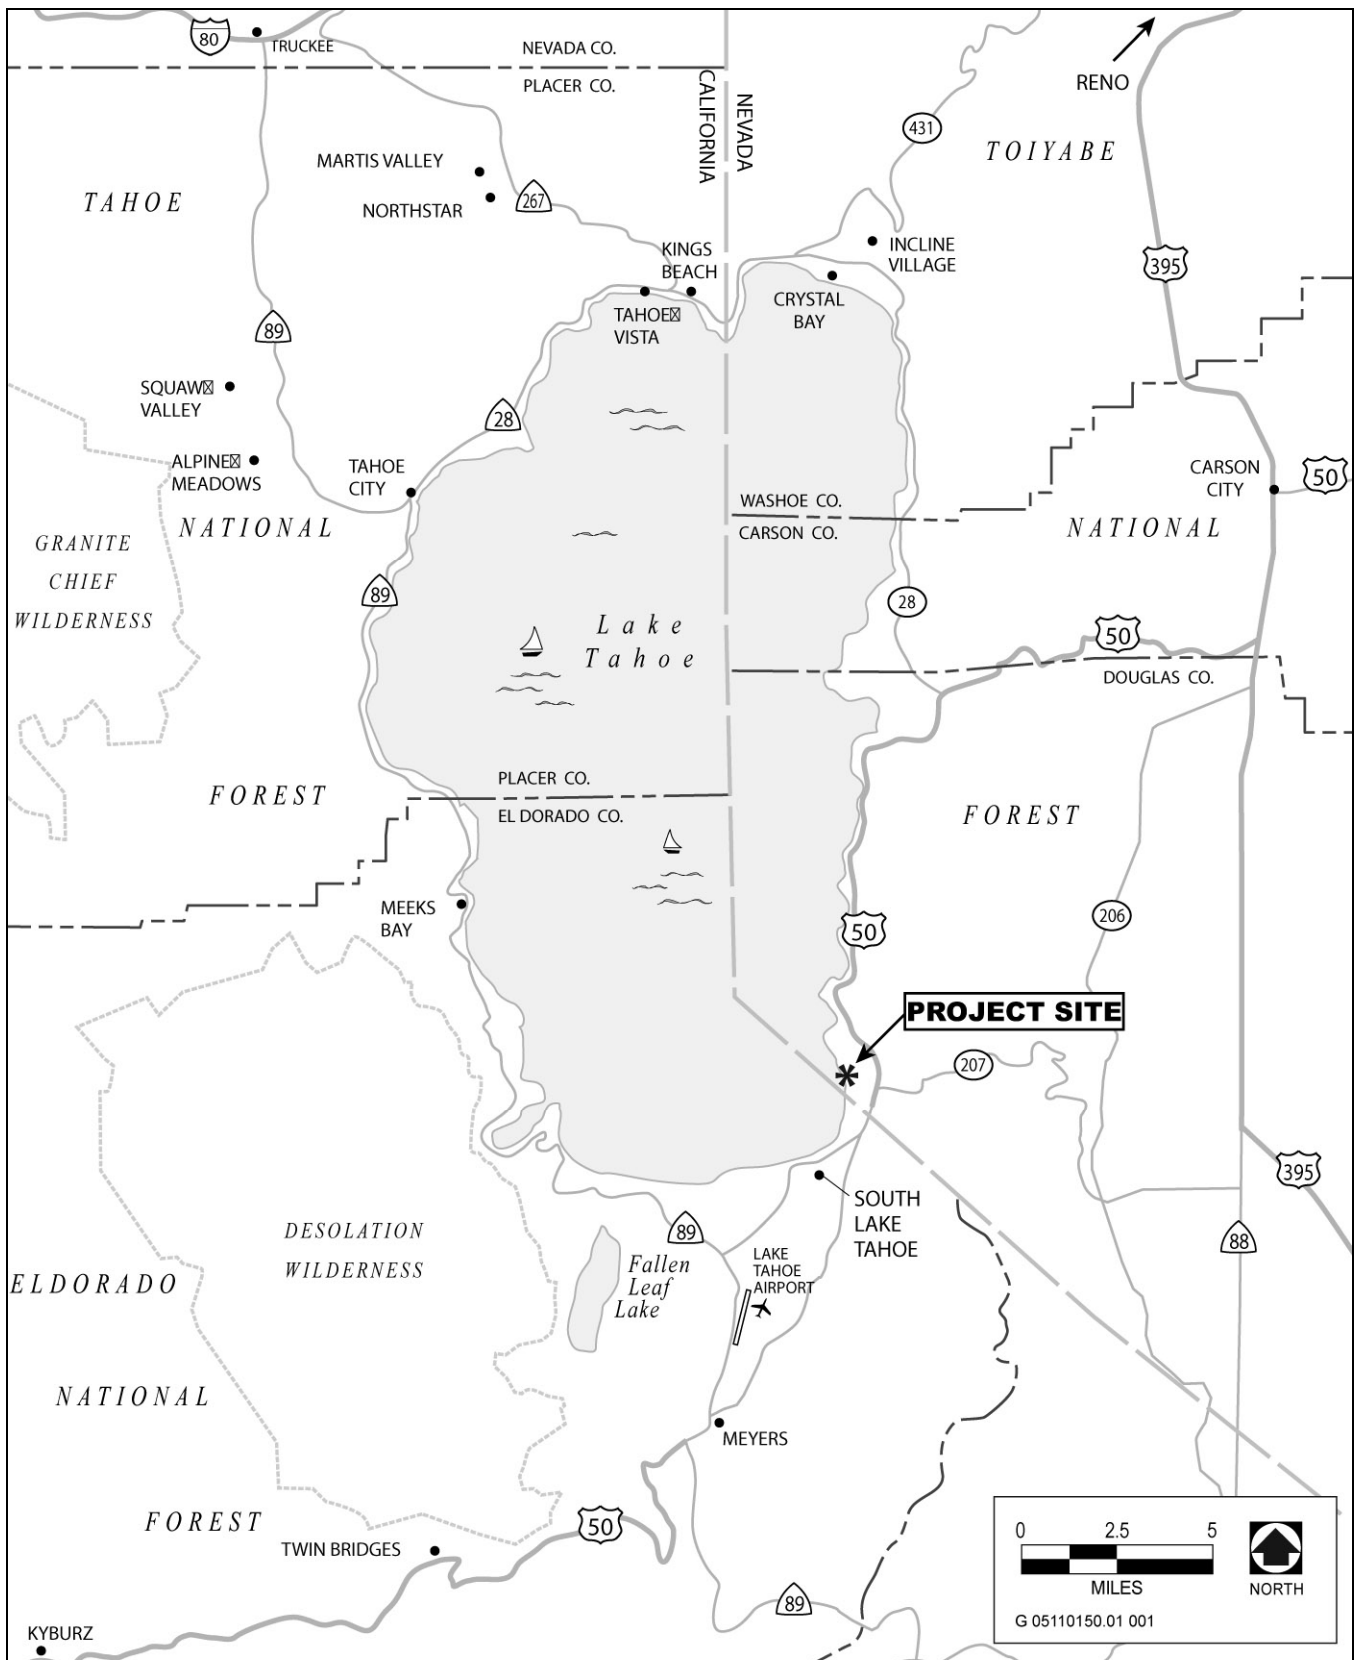 80
TRUCKEE
NEVADA CO.
PLACER CO.
CALIFORNIA
NEVADA
RENO
431
TOIYABE
MARTIS VALLEY
NORTHSTAR
267
TAHOE
KINGS
BEACH
INCLINE
VILLAGE
395
CRYSTAL
BAY
TAHOE
VISTA
89
SQUAW
VALLEY
28
ALPINE
MEADOWS
TAHOE
CITY
CARSON
CITY
50
WASHOE CO.
CARSON CO.
NATIONAL
NATIONAL
GRANITE
CHIEF
WILDERNESS
89
28
Lake
Tahoe
50
DOUGLAS CO.
PLACER CO.
EL DORADO CO.
FOREST
FOREST
MEEKS
BAY
50
206
PROJECT SITE
207
395
SOUTH
LAKE
TAHOE
89
88
DESOLATION
WILDERNESS
Fallen
Leaf
Lake
LAKE
TAHOE
AIRPORT
ELDORADO
NATIONAL
FOREST
MEYERS
50
TWIN BRIDGES
89
KYBURZ
0 2.5 5
MILES
NORTH
G 05110150.01 001